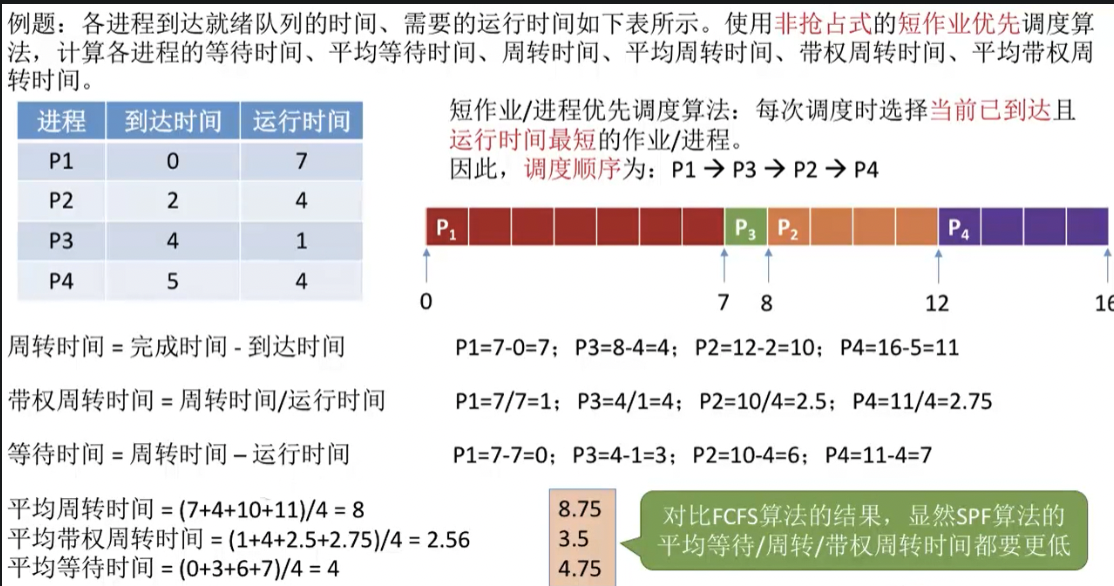 例题：各进程到达就绪队列的时间、需要的运行时间如下表所示。使用非抢占式的短作业优先调度算
法，计算各进程的等待时间、平均等待时间、周转时间、平均周转时间、带权周转时间、平均带权周
转时间。
进程 到达时间 运行时间
P1 0 7
P2 2 4
P3 4 1
P4 5 4
短作业/进程优先调度算法：每次调度时选择当前已到达且
运行时间最短的作业/进程。
因此，调度顺序为：P1 → P3 → P2 → P4
P₁ P₃ P₂ P₄
0 7 8 12 16
周转时间 = 完成时间 - 到达时间 P1=7-0=7；P3=8-4=4；P2=12-2=10；P4=16-5=11
带权周转时间 = 周转时间/运行时间 P1=7/7=1；P3=4/1=4；P2=10/4=2.5；P4=11/4=2.75
等待时间 = 周转时间 – 运行时间 P1=7-7=0；P3=4-1=3；P2=10-4=6；P4=11-4=7
平均周转时间 = (7+4+10+11)/4 = 8 8.75
平均带权周转时间 = (1+4+2.5+2.75)/4 = 2.56 3.5
平均等待时间 = (0+3+6+7)/4 = 4 4.75
对比FCFS算法的结果，显然SPF算法的
平均等待/周转/带权周转时间都要更低